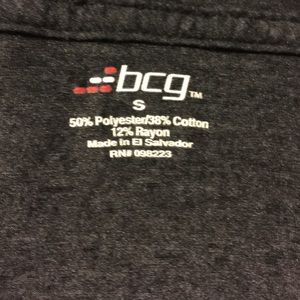 bcg™
S
50% Polyester/38% Cotton
12% Rayon
Made in El Salvador
RN# 098223